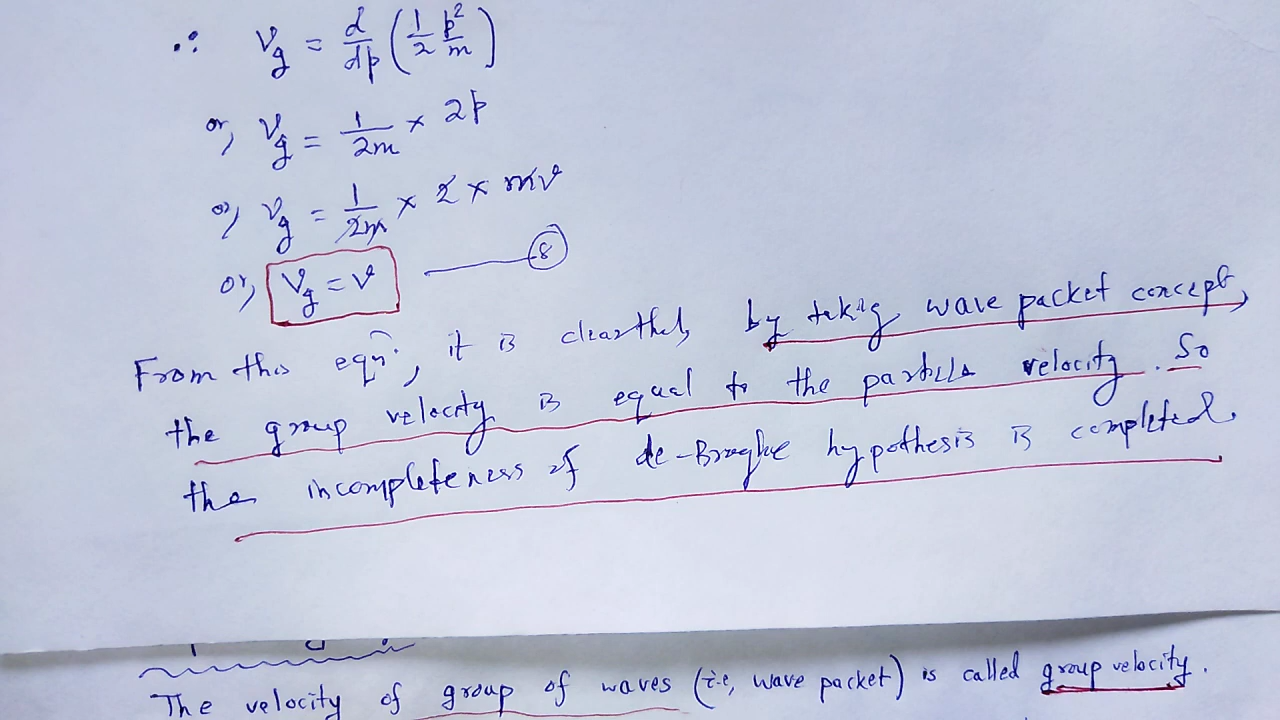 ∴ Vg = d/dp (1/2 p²/m)
or, Vg = 1/2m × 2p
or, Vg = 1/2m × 2 × mv
or, Vg = v —— (8)
From this eqn., it is clear that, by taking wave packet concept,
the group velocity is equal to the particle velocity. So
the incompleteness of de-Broglie hypothesis is completed.
The velocity of group of waves (i.e, wave packet) is called group velocity.